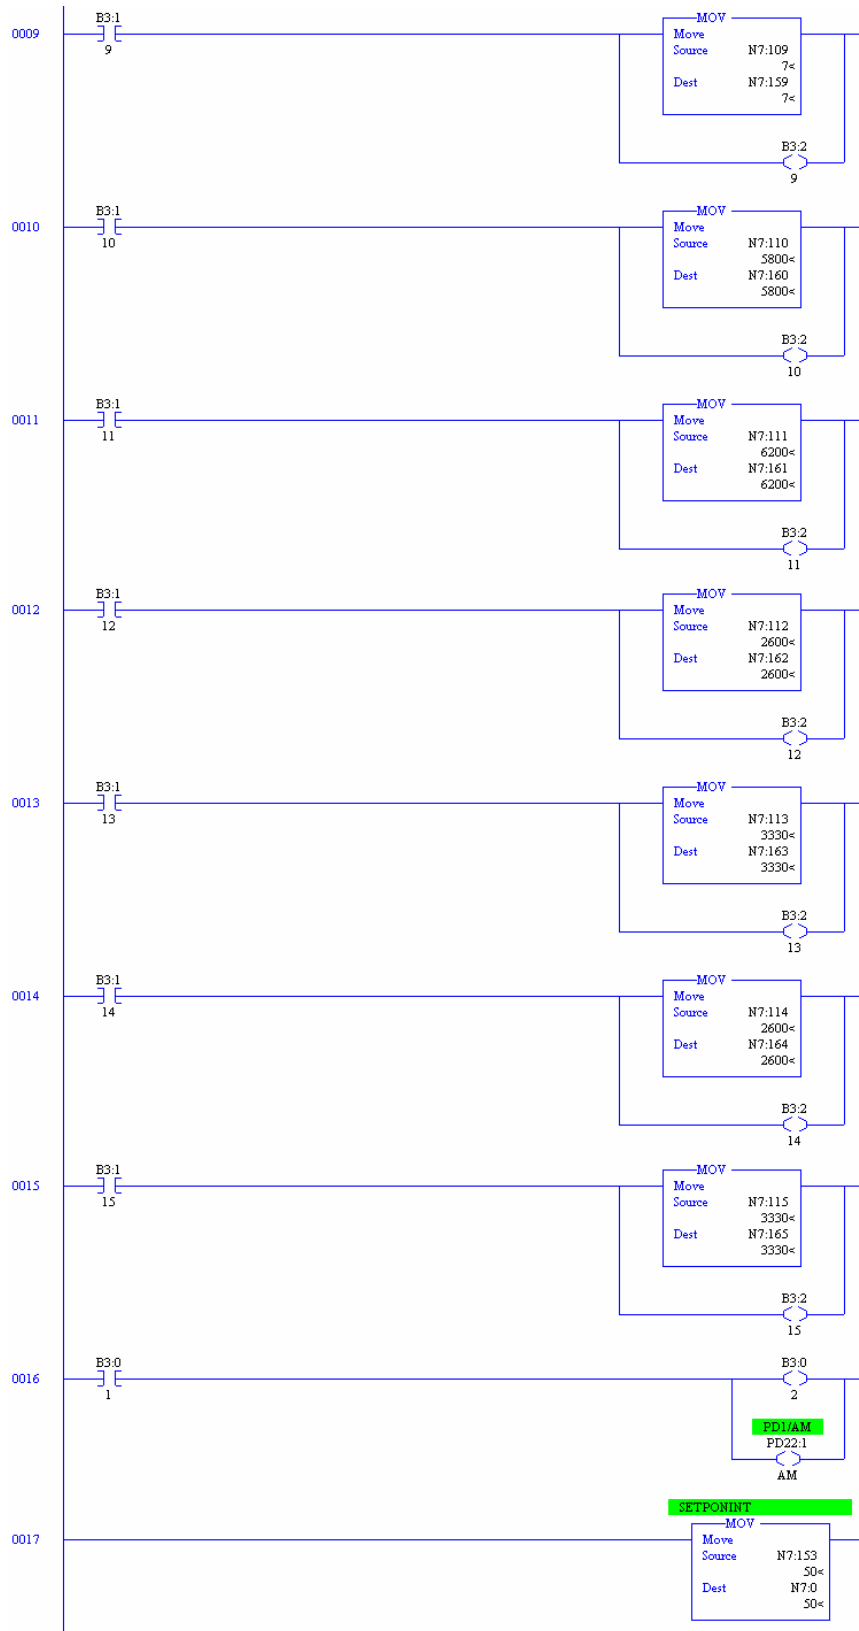 B3:1
MOV
0009
Move
9
Source N7:109
7<
Dest N7:159
7<
B3:2
9
B3:1
MOV
0010
Move
10
Source N7:110
5800<
Dest N7:160
5800<
B3:2
10
B3:1
MOV
0011
Move
11
Source N7:111
6200<
Dest N7:161
6200<
B3:2
11
B3:1
MOV
0012
Move
12
Source N7:112
2600<
Dest N7:162
2600<
B3:2
12
B3:1
MOV
0013
Move
13
Source N7:113
3330<
Dest N7:163
3330<
B3:2
13
B3:1
MOV
0014
Move
14
Source N7:114
2600<
Dest N7:164
2600<
B3:2
14
B3:1
MOV
0015
Move
15
Source N7:115
3330<
Dest N7:165
3330<
B3:2
15
B3:0 B3:0
0016
1 2
PD1/AM
PD22:1
AM
SETPONINT
MOV
0017
Move
Source N7:153
50<
Dest N7:0
50<